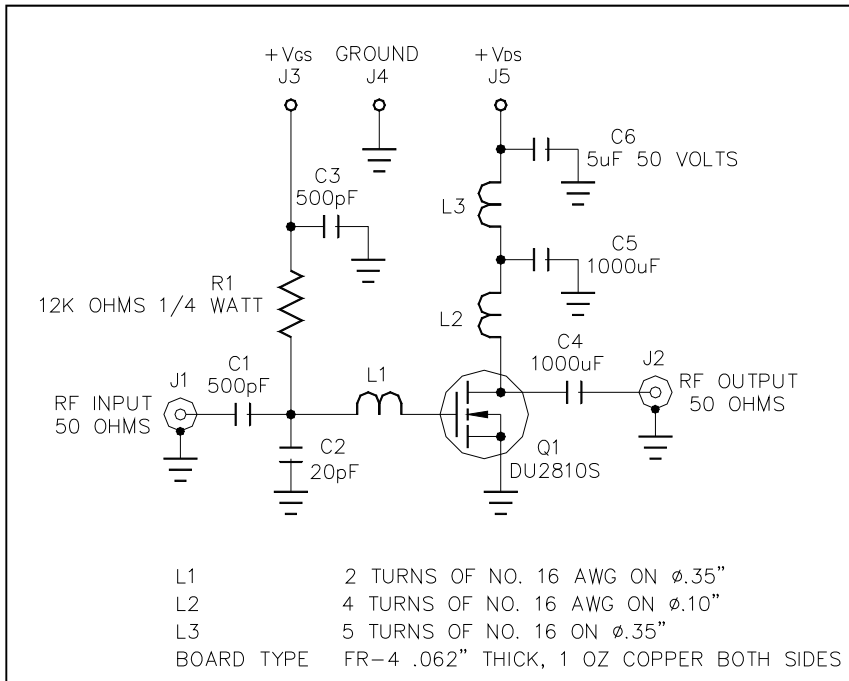 +VGS
J3
GROUND
J4
+VDS
J5
C6
5uF 50 VOLTS
C3
500pF
L3
C5
1000uF
R1
12K OHMS 1/4 WATT
L2
C4
1000uF
J1
C1
500pF
L1
J2
RF INPUT
50 OHMS
RF OUTPUT
50 OHMS
C2
20pF
Q1
DU2810S
L1 2 TURNS OF NO. 16 AWG ON ø.35”
L2 4 TURNS OF NO. 16 AWG ON ø.10”
L3 5 TURNS OF NO. 16 ON ø.35”
BOARD TYPE FR-4 .062” THICK, 1 OZ COPPER BOTH SIDES